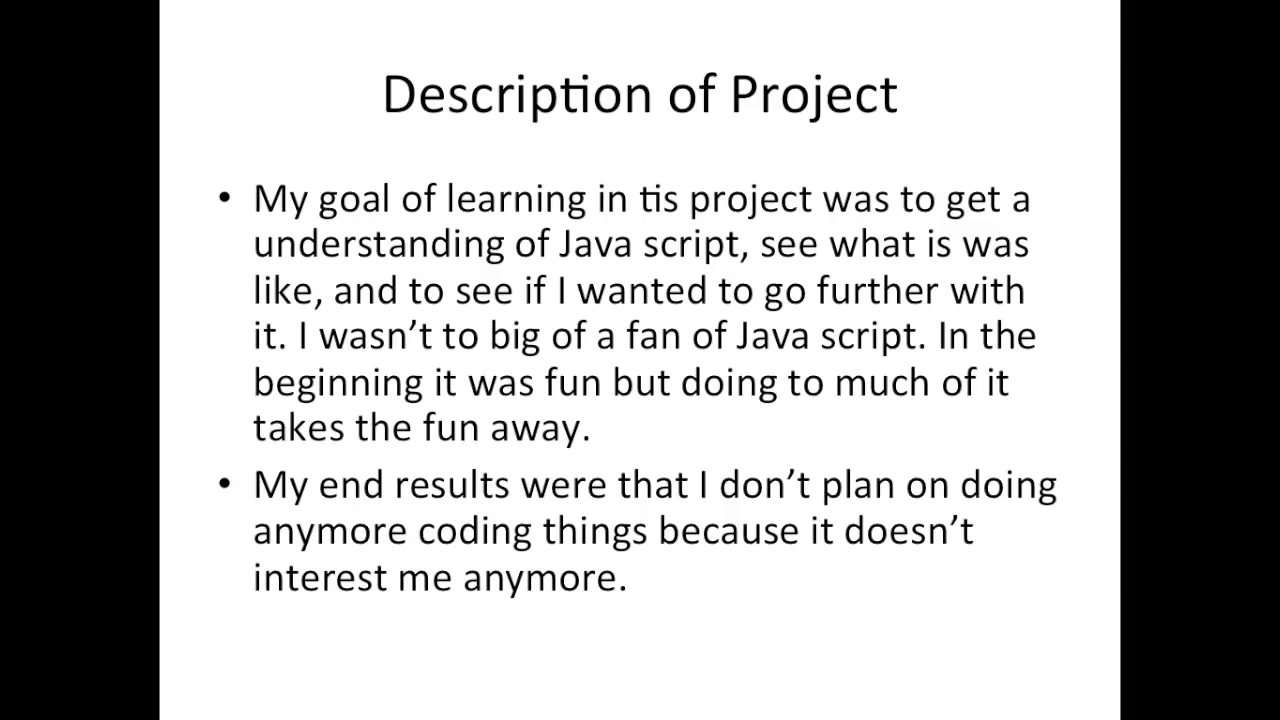 Description of Project
• My goal of learning in tis project was to get a
understanding of Java script, see what is was
like, and to see if I wanted to go further with
it. I wasn’t to big of a fan of Java script. In the
beginning it was fun but doing to much of it
takes the fun away.
• My end results were that I don’t plan on doing
anymore coding things because it doesn’t
interest me anymore.